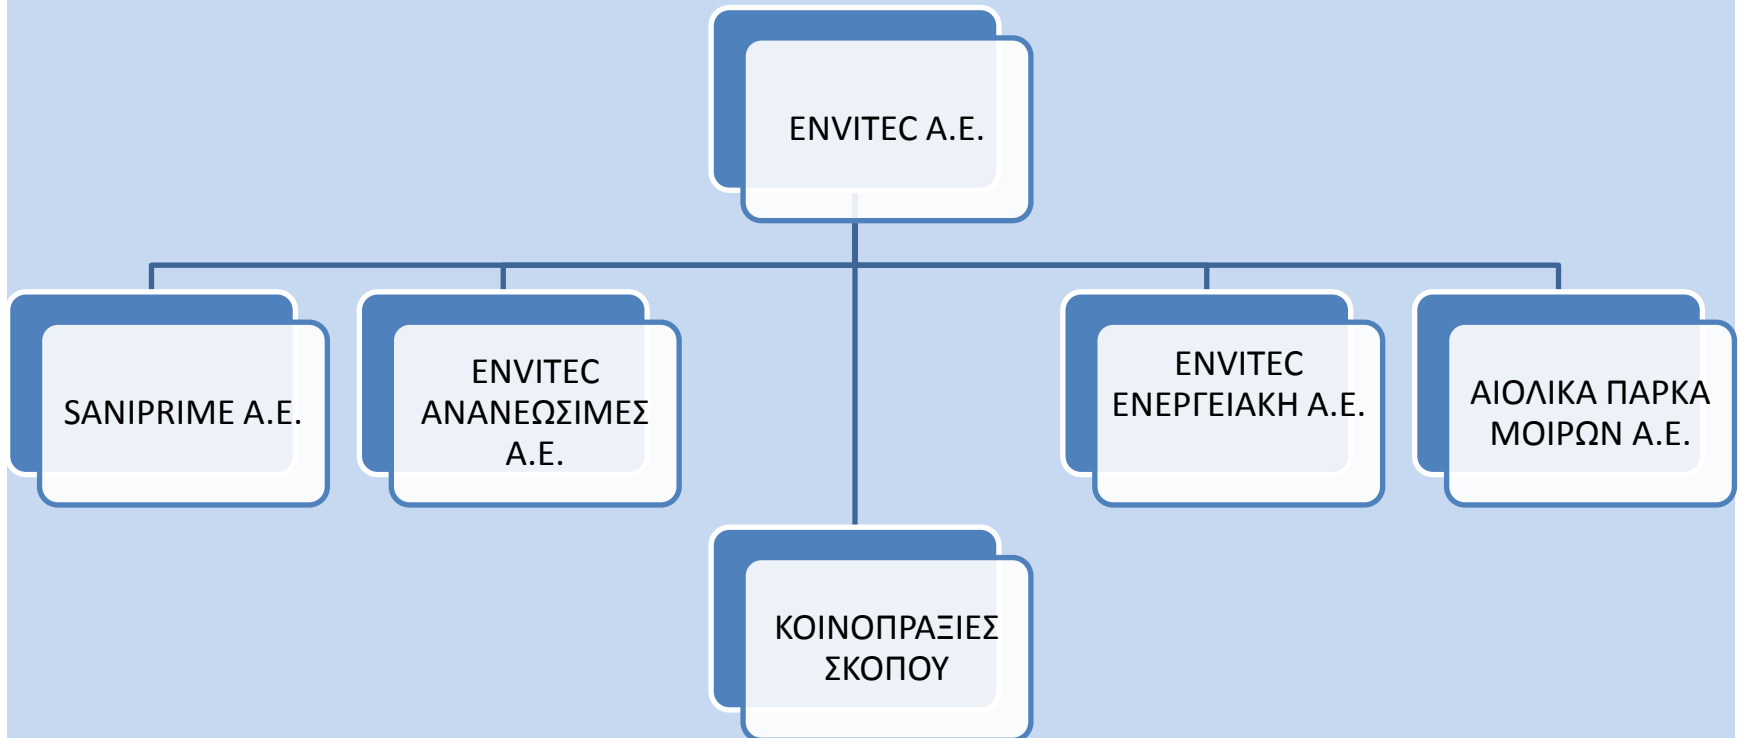 ENVITEC Α.Ε.
SANIPRIME Α.Ε.
ENVITEC
ΑΝΑΝΕΩΣΙΜΕΣ
Α.Ε.
ENVITEC
ΕΝΕΡΓΕΙΑΚΗ Α.Ε.
ΑΙΟΛΙΚΑ ΠΑΡΚΑ
ΜΟΙΡΩΝ Α.Ε.
ΚΟΙΝΟΠΡΑΞΙΕΣ
ΣΚΟΠΟΥ